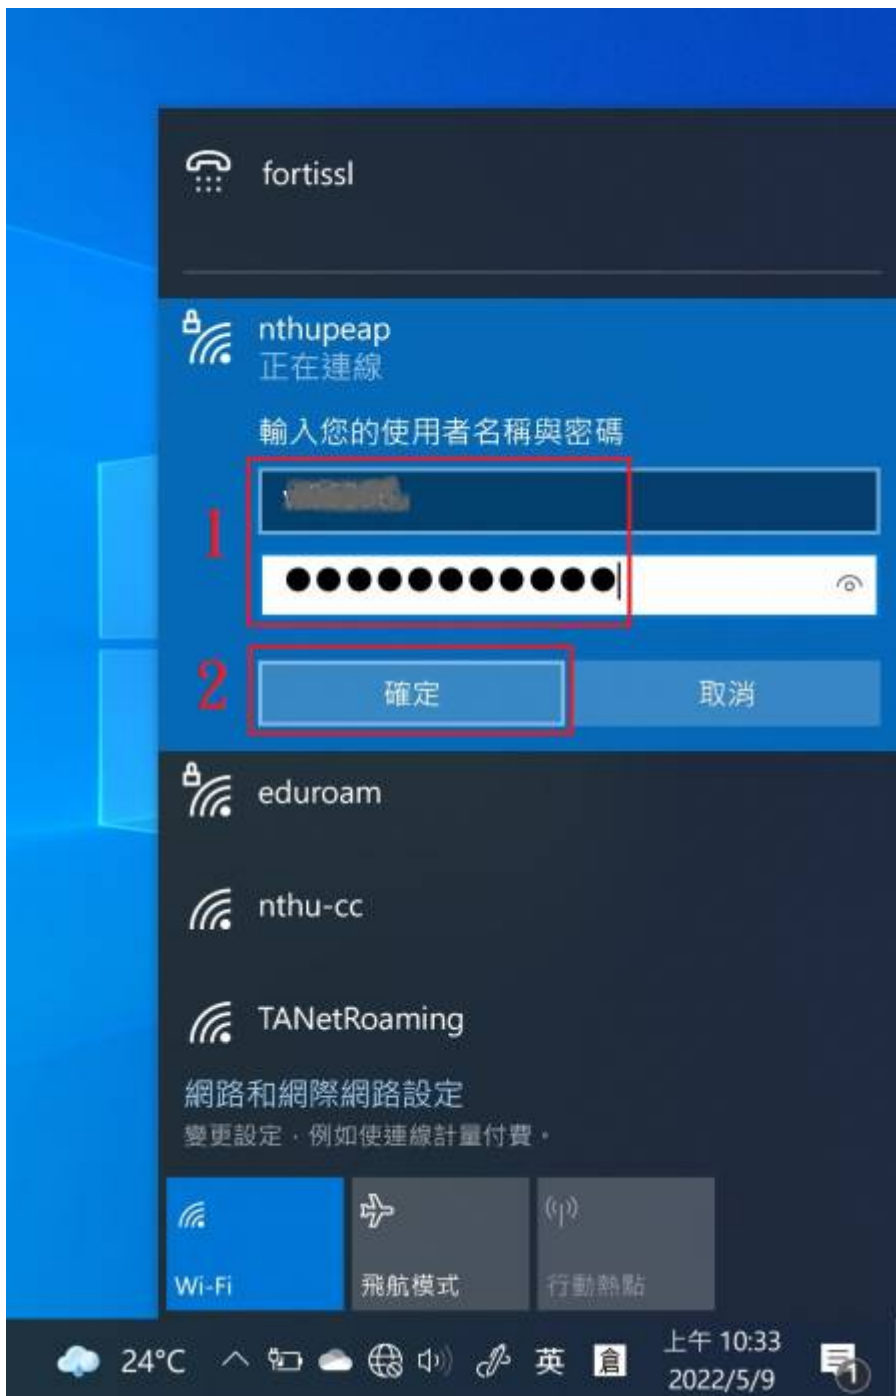 fortissl
nthupeap
正在連線
輸入您的使用者名稱與密碼
1
●●●●●●●●●●●
2
確定
取消
eduroam
nthu-cc
TANetRoaming
網路和網際網路設定
變更設定，例如使連線計量付費。
Wi-Fi
飛航模式
行動熱點
24°C
英
倉
上午 10:33
2022/5/9
1